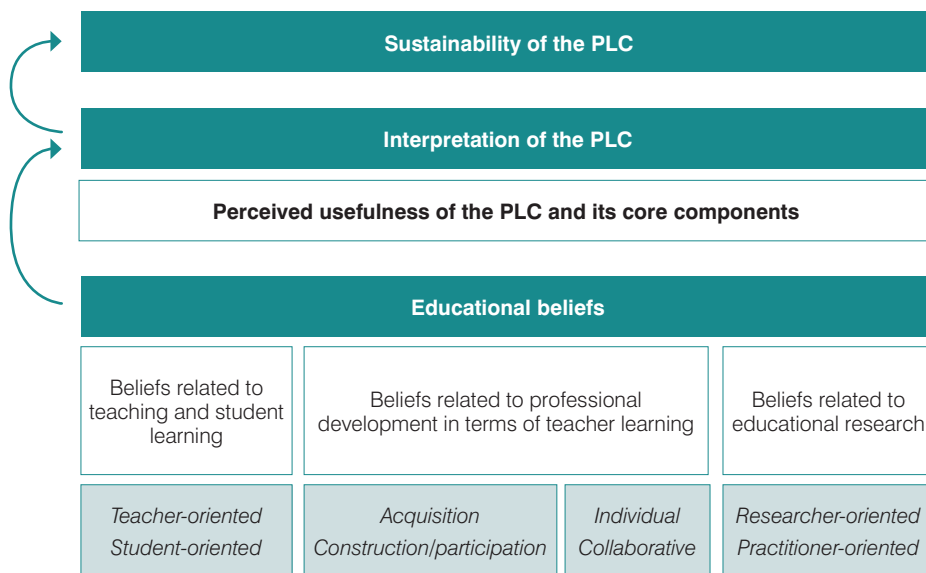 Sustainability of the PLC
Interpretation of the PLC
Perceived usefulness of the PLC and its core components
Educational beliefs
Beliefs related to
teaching and student
learning
Beliefs related to professional
development in terms of teacher learning
Beliefs related to
educational research
Teacher-oriented
Student-oriented
Acquisition
Construction/participation
Individual
Collaborative
Researcher-oriented
Practitioner-oriented